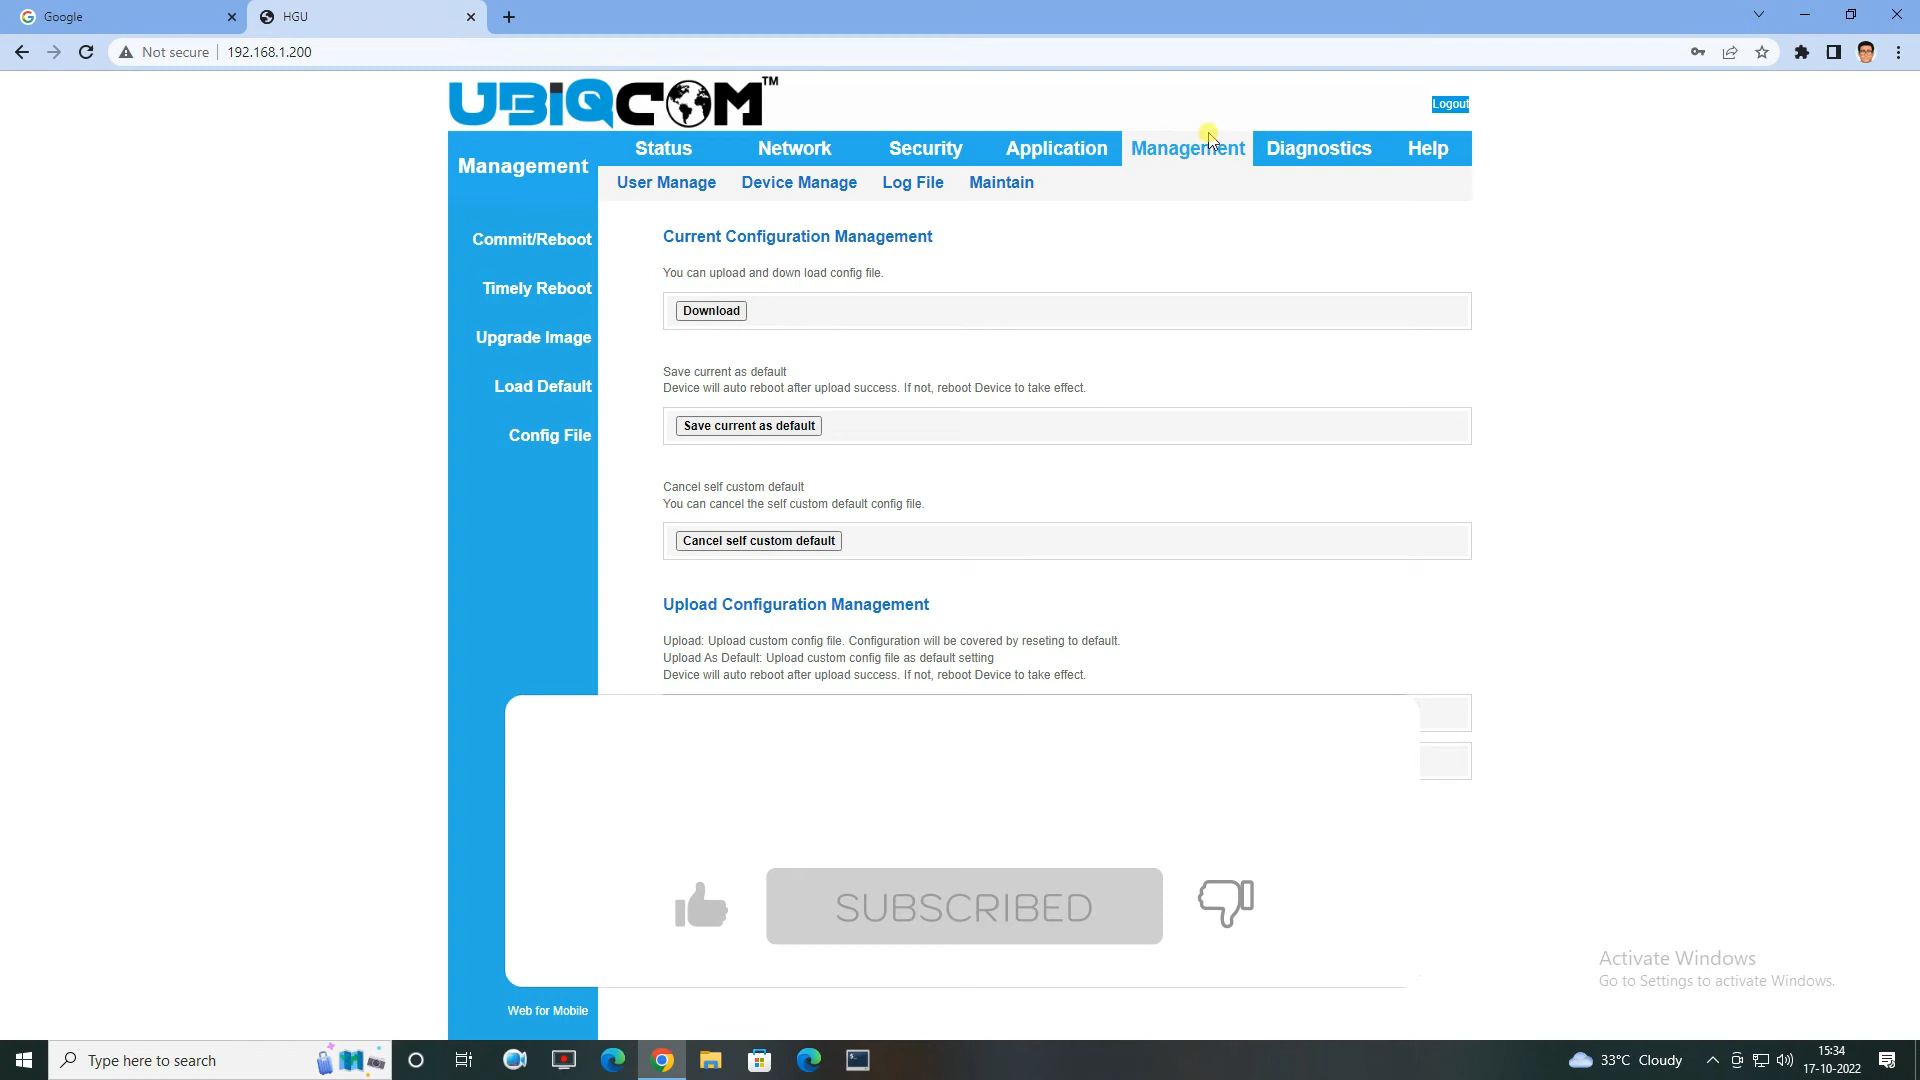 Google
HGU
Not secure
192.168.1.200
UBIQCOM™
Logout
Management
Status
Network
Security
Application
Management
Diagnostics
Help
User Manage
Device Manage
Log File
Maintain
Commit/Reboot
Timely Reboot
Upgrade Image
Load Default
Config File
Current Configuration Management
You can upload and down load config file.
Download
Save current as default
Device will auto reboot after upload success. If not, reboot Device to take effect.
Save current as default
Cancel self custom default
You can cancel the self custom default config file.
Cancel self custom default
Upload Configuration Management
Upload: Upload custom config file. Configuration will be covered by reseting to default.
Upload As Default: Upload custom config file as default setting
Device will auto reboot after upload success. If not, reboot Device to take effect.
SUBSCRIBED
Activate Windows
Go to Settings to activate Windows.
Web for Mobile
Type here to search
33°C Cloudy
15:34
17-10-2022